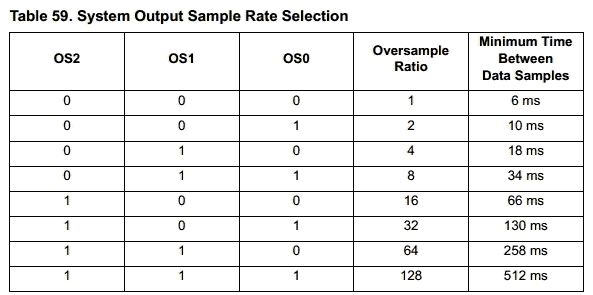 Table 59. System Output Sample Rate Selection
OS2 OS1 OS0 Oversample Ratio Minimum Time Between Data Samples
0 0 0 1 6 ms
0 0 1 2 10 ms
0 1 0 4 18 ms
0 1 1 8 34 ms
1 0 0 16 66 ms
1 0 1 32 130 ms
1 1 0 64 258 ms
1 1 1 128 512 ms